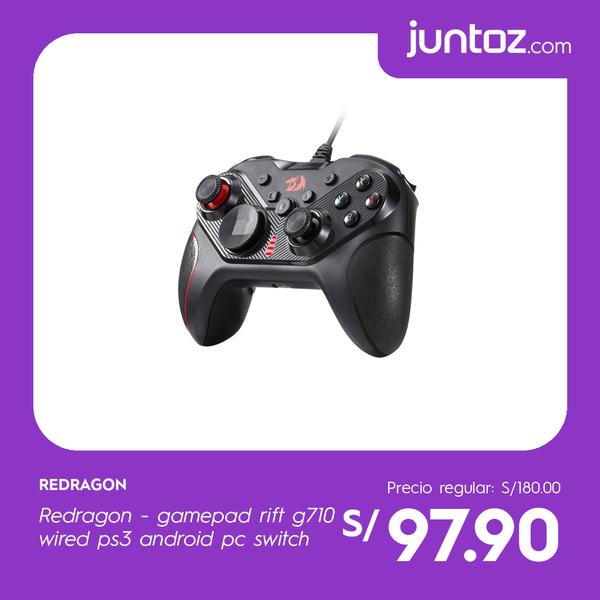 juntoz.com
REDRAGON
Precio regular: S/180.00
Redragon - gamepad rift g710
wired ps3 android pc switch
S/97.90